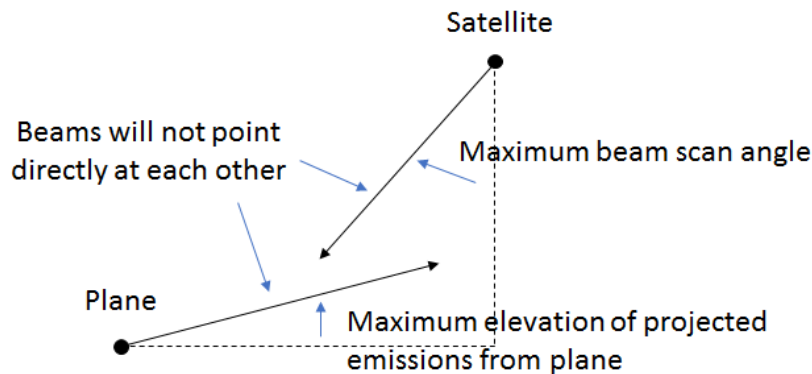 Satellite
Beams will not point
directly at each other
Maximum beam scan angle
Plane
Maximum elevation of projected
emissions from plane